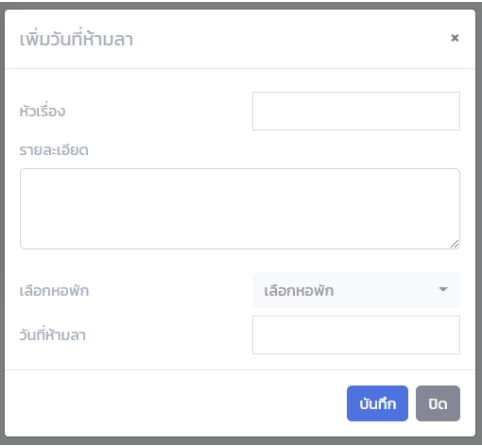 เพิ่มวันที่ห้ามลา ×
หัวเรื่อง
รายละเอียด
เลือกหอพัก เลือกหอพัก
วันที่ห้ามลา
บันทึก ปิด